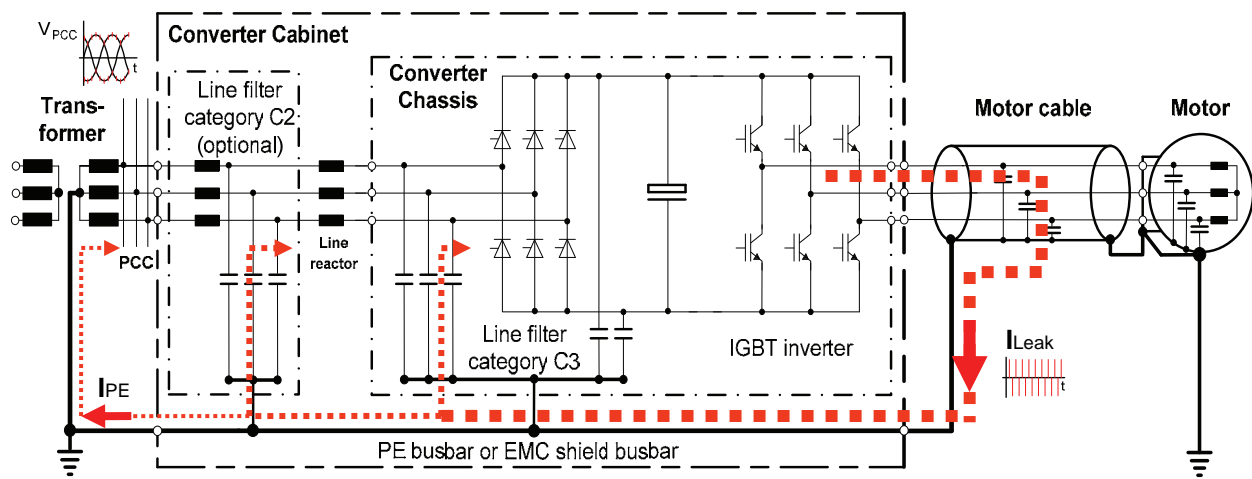 VPCC
t
Converter Cabinet
Trans-
former
Line filter
category C2
(optional)
Converter
Chassis
Motor cable
Motor
PCC
Line
reactor
Line filter
category C3
IGBT inverter
ILeak
t
IPE
PE busbar or EMC shield busbar